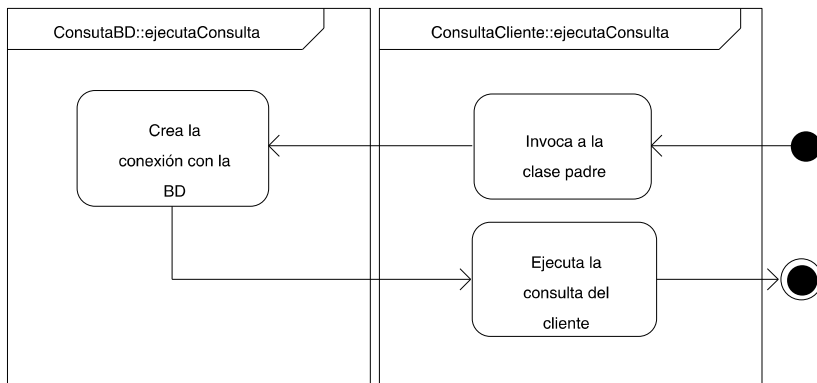 ConsutaBD::ejecutaConsulta
ConsultaCliente::ejecutaConsulta
Crea la
conexión con la
BD
Invoca a la
clase padre
Ejecuta la
consulta del
cliente